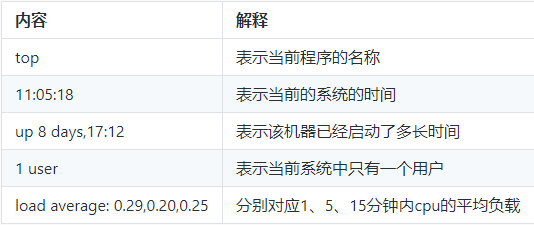 内容 解释
top 表示当前程序的名称
11:05:18 表示当前的系统的时间
up 8 days,17:12 表示该机器已经启动了多长时间
1 user 表示当前系统中只有一个用户
load average: 0.29,0.20,0.25 分别对应1、5、15分钟内cpu的平均负载